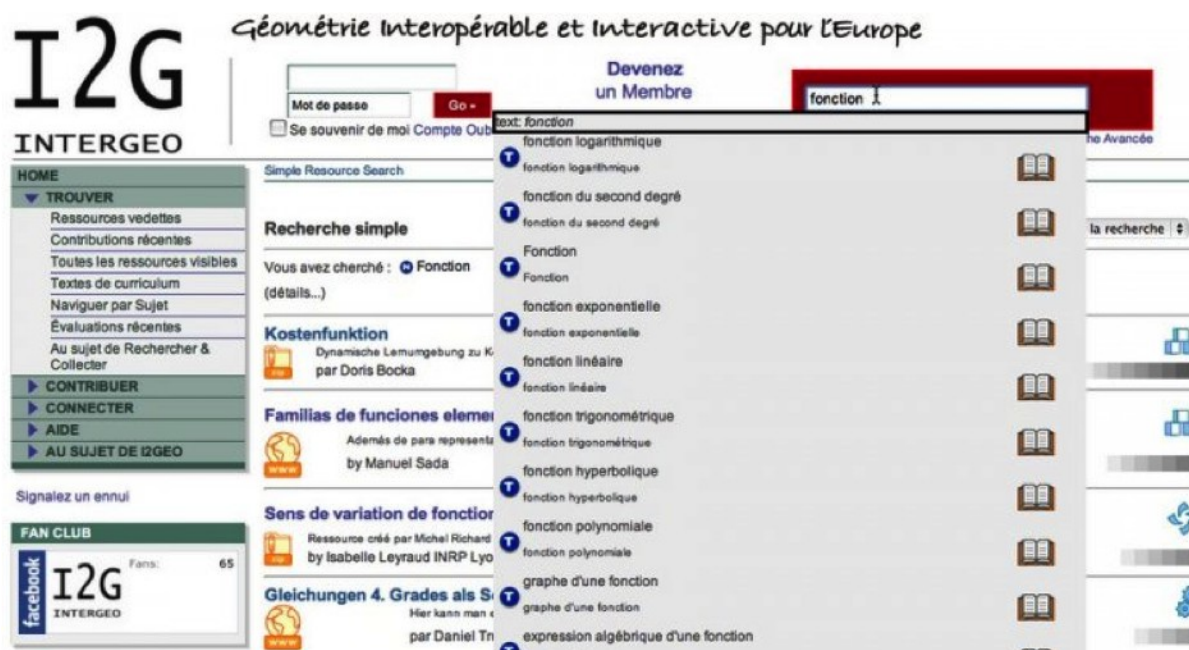 I2G
INTERGEO
Géométrie Interopérable et Interactive pour l'Europe
Mot de passe
Go
Se souvenir de moi Compte Oub
Devenez
un Membre
fonction
he Avancée
HOME
TROUVER
Ressources vedettes
Contributions récentes
Toutes les ressources visibles
Textes de curriculum
Naviguer par Sujet
Évaluations récentes
Au sujet de Rechercher &
Collecter
CONTRIBUER
CONNECTER
AIDE
AU SUJET DE I2GEO
Signalez un ennui
FAN CLUB
facebook
I2G
INTERGEO
Fans: 65
Simple Resource Search
Recherche simple
la recherche
Vous avez cherché : Fonction
(détails...)
Kostenfunktion
zip
Dynamische Lernumgebung zu K
par Doris Bocka
Familias de funciones elemen
www
Además de para representa
by Manuel Sada
Sens de variation de fonction
zip
Ressource créé par Michel Richard
by Isabelle Leyraud INRP Lyo
Gleichungen 4. Grades als S
www
Hier kann man
par Daniel Tr
text: fonction
T
fonction logarithmique
fonction logarithmique
T
fonction du second degré
fonction du second degré
T
Fonction
Fonction
T
fonction exponentielle
fonction exponentielle
T
fonction linéaire
fonction linéaire
T
fonction trigonométrique
fonction trigonométrique
T
fonction hyperbolique
fonction hyperbolique
T
fonction polynomiale
fonction polynomiale
T
graphe d'une fonction
graphe d'une fonction
expression algébrique d'une fonction